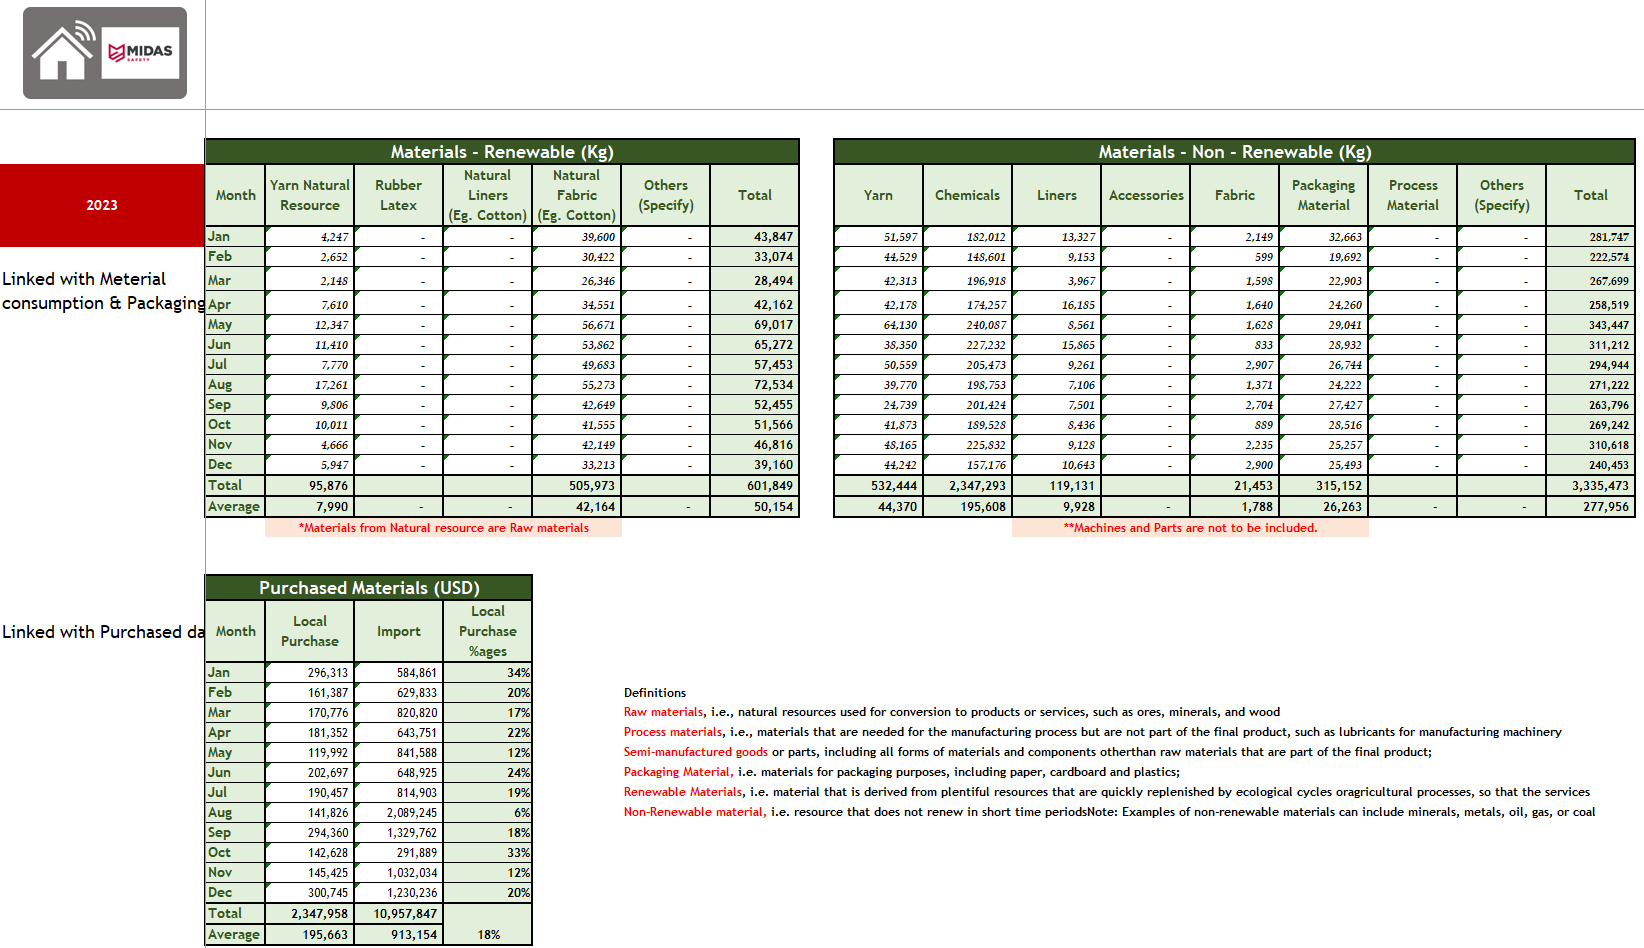 MIDAS
SAFETY
2023
Linked with Meterial
consumption & Packaging
Materials - Renewable (Kg)
Month Yarn Natural Resource Rubber Latex Natural Liners (Eg. Cotton) Natural Fabric (Eg. Cotton) Others (Specify) Total
Jan 4,247 - - 39,600 - 43,847
Feb 2,652 - - 30,422 - 33,074
Mar 2,148 - - 26,346 - 28,494
Apr 7,610 - - 34,551 - 42,162
May 12,347 - - 56,671 - 69,017
Jun 11,410 - - 53,862 - 65,272
Jul 7,770 - - 49,683 - 57,453
Aug 17,261 - - 55,273 - 72,534
Sep 9,806 - - 42,649 - 52,455
Oct 10,011 - - 41,555 - 51,566
Nov 4,666 - - 42,149 - 46,816
Dec 5,947 - - 33,213 - 39,160
Total 95,876 505,973 601,849
Average 7,990 - - 42,164 - 50,154
*Materials from Natural resource are Raw materials
Materials - Non - Renewable (Kg)
Yarn Chemicals Liners Accessories Fabric Packaging Material Process Material Others (Specify) Total
51,597 182,012 13,327 - 2,149 32,663 - - 281,747
44,529 148,601 9,153 - 599 19,692 - - 222,574
42,313 196,918 3,967 - 1,598 22,903 - - 267,699
42,178 174,257 16,185 - 1,640 24,260 - - 258,519
64,130 240,087 8,561 - 1,628 29,041 - - 343,447
38,350 227,232 15,865 - 833 28,932 - - 311,212
50,559 205,473 9,261 - 2,907 26,744 - - 294,944
39,770 198,753 7,106 - 1,371 24,222 - - 271,222
24,739 201,424 7,501 - 2,704 27,427 - - 263,796
41,873 189,528 8,436 - 889 28,516 - - 269,242
48,165 225,832 9,128 - 2,235 25,257 - - 310,618
44,242 157,176 10,643 - 2,900 25,493 - - 240,453
532,444 2,347,293 119,131 21,453 315,152 3,335,473
44,370 195,608 9,928 - 1,788 26,263 - - 277,956
**Machines and Parts are not to be included.
Linked with Purchased da
Purchased Materials (USD)
Month Local Purchase Import Local Purchase %ages
Jan 296,313 584,861 34%
Feb 161,387 629,833 20%
Mar 170,776 820,820 17%
Apr 181,352 643,751 22%
May 119,992 841,588 12%
Jun 202,697 648,925 24%
Jul 190,457 814,903 19%
Aug 141,826 2,089,245 6%
Sep 294,360 1,329,762 18%
Oct 142,628 291,889 33%
Nov 145,425 1,032,034 12%
Dec 300,745 1,230,236 20%
Total 2,347,958 10,957,847
Average 195,663 913,154 18%
Definitions
Raw materials, i.e., natural resources used for conversion to products or services, such as ores, minerals, and wood
Process materials, i.e., materials that are needed for the manufacturing process but are not part of the final product, such as lubricants for manufacturing machinery
Semi-manufactured goods or parts, including all forms of materials and components otherthan raw materials that are part of the final product;
Packaging Material, i.e. materials for packaging purposes, including paper, cardboard and plastics;
Renewable Materials, i.e. material that is derived from plentiful resources that are quickly replenished by ecological cycles oragricultural processes, so that the services
Non-Renewable material, i.e. resource that does not renew in short time periodsNote: Examples of non-renewable materials can include minerals, metals, oil, gas, or coal